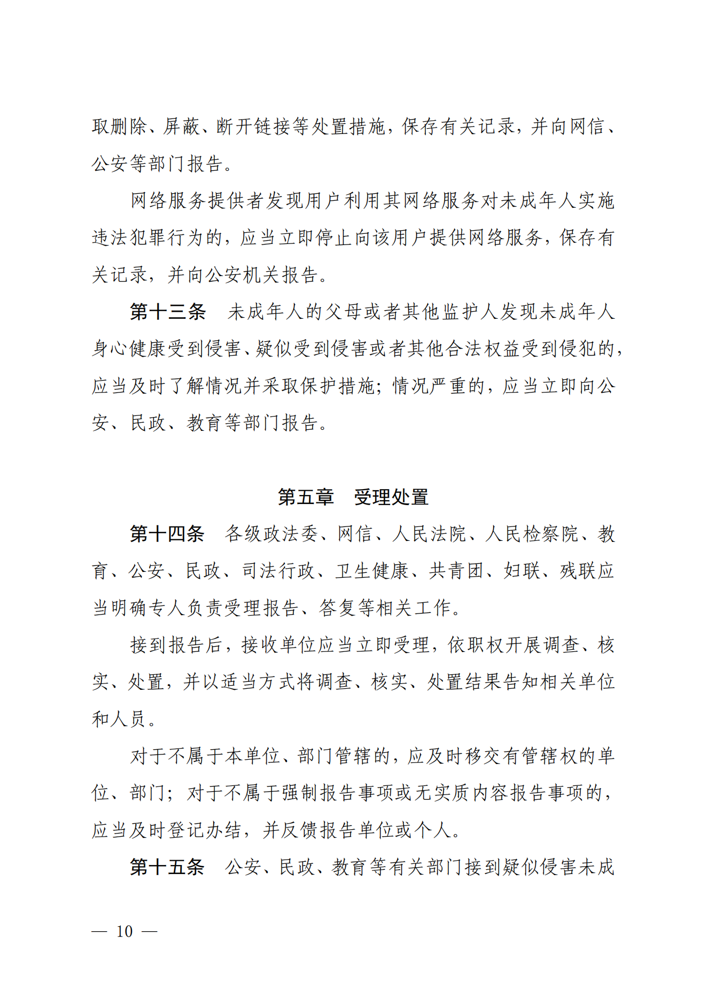 取删除、屏蔽、断开链接等处置措施，保存有关记录，并向网信、
公安等部门报告。
网络服务提供者发现用户利用其网络服务对未成年人实施
违法犯罪行为的，应当立即停止向该用户提供网络服务，保存有
关记录，并向公安机关报告。
第十三条　未成年人的父母或者其他监护人发现未成年人
身心健康受到侵害、疑似受到侵害或者其他合法权益受到侵犯的，
应当及时了解情况并采取保护措施；情况严重的，应当立即向公
安、民政、教育等部门报告。
第五章　受理处置
第十四条　各级政法委、网信、人民法院、人民检察院、教
育、公安、民政、司法行政、卫生健康、共青团、妇联、残联应
当明确专人负责受理报告、答复等相关工作。
接到报告后，接收单位应当立即受理，依职权开展调查、核
实、处置，并以适当方式将调查、核实、处置结果告知相关单位
和人员。
对于不属于本单位、部门管辖的，应及时移交有管辖权的单
位、部门；对于不属于强制报告事项或无实质内容报告事项的，
应当及时登记办结，并反馈报告单位或个人。
第十五条　公安、民政、教育等有关部门接到疑似侵害未成
— 10 —